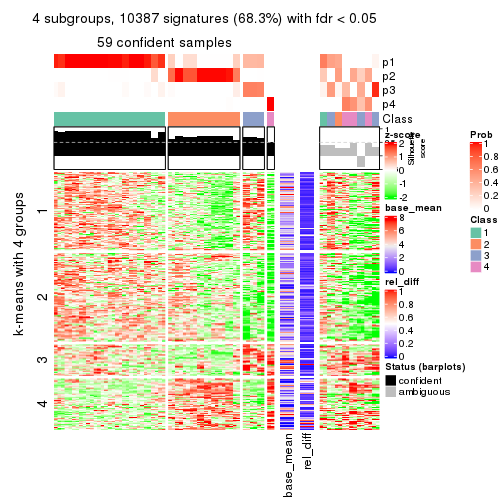 4 subgroups, 10387 signatures (68.3%) with fdr < 0.05
59 confident samples
p1
p2
p3
p4
Class
1
Silhouette
score
z-score
2
1
0
-1
-2
base_mean
8
6
4
2
0
rel_diff
1
0.8
0.6
0.4
0.2
0
Status (barplots)
confident
ambiguous
Prob
1
0.8
0.6
0.4
0.2
0
Class
1
2
3
4
k-means with 4 groups
1
2
3
4
base_mean
rel_diff